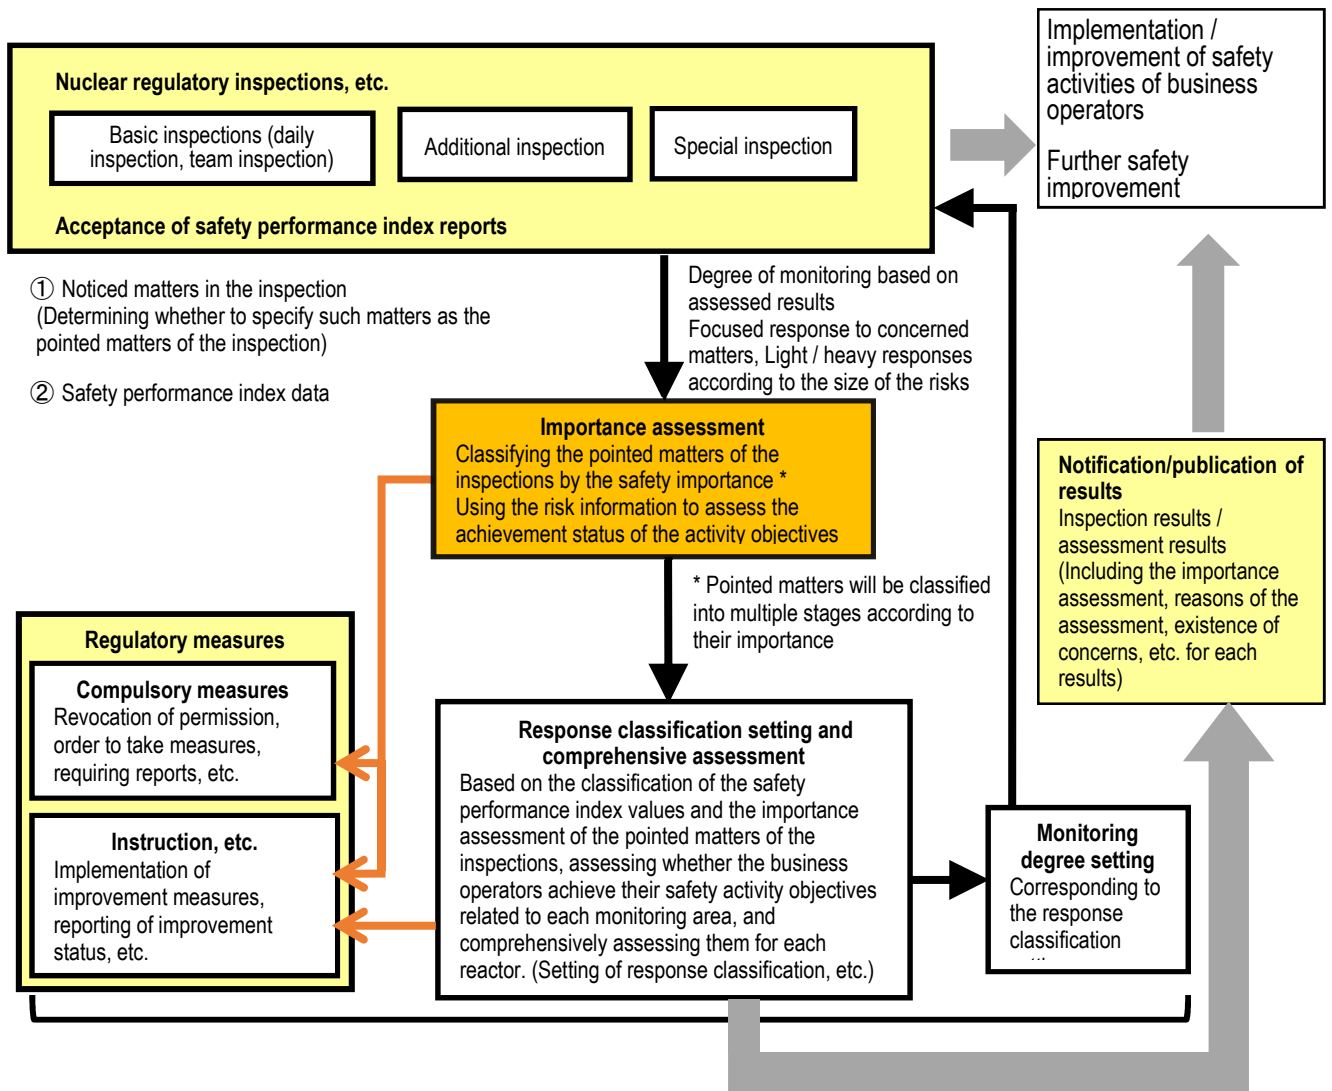 Nuclear regulatory inspections, etc.
Basic inspections (daily
inspection, team inspection)
Additional inspection
Special inspection
Acceptance of safety performance index reports
Implementation /
improvement of safety
activities of business
operators
Further safety
improvement
① Noticed matters in the inspection
(Determining whether to specify such matters as the
pointed matters of the inspection)
② Safety performance index data
Degree of monitoring based on
assessed results
Focused response to concerned
matters, Light / heavy responses
according to the size of the risks
Importance assessment
Classifying the pointed matters of the
inspections by the safety importance *
Using the risk information to assess the
achievement status of the activity objectives
* Pointed matters will be classified
into multiple stages according to
their importance
Notification/publication of
results
Inspection results /
assessment results
(Including the importance
assessment, reasons of the
assessment, existence of
concerns, etc. for each
results)
Regulatory measures
Compulsory measures
Revocation of permission,
order to take measures,
requiring reports, etc.
Instruction, etc.
Implementation of
improvement measures,
reporting of improvement
status, etc.
Response classification setting and
comprehensive assessment
Based on the classification of the safety
performance index values and the importance
assessment of the pointed matters of the
inspections, assessing whether the business
operators achieve their safety activity objectives
related to each monitoring area, and
comprehensively assessing them for each
reactor. (Setting of response classification, etc.)
Monitoring
degree setting
Corresponding to
the response
classification